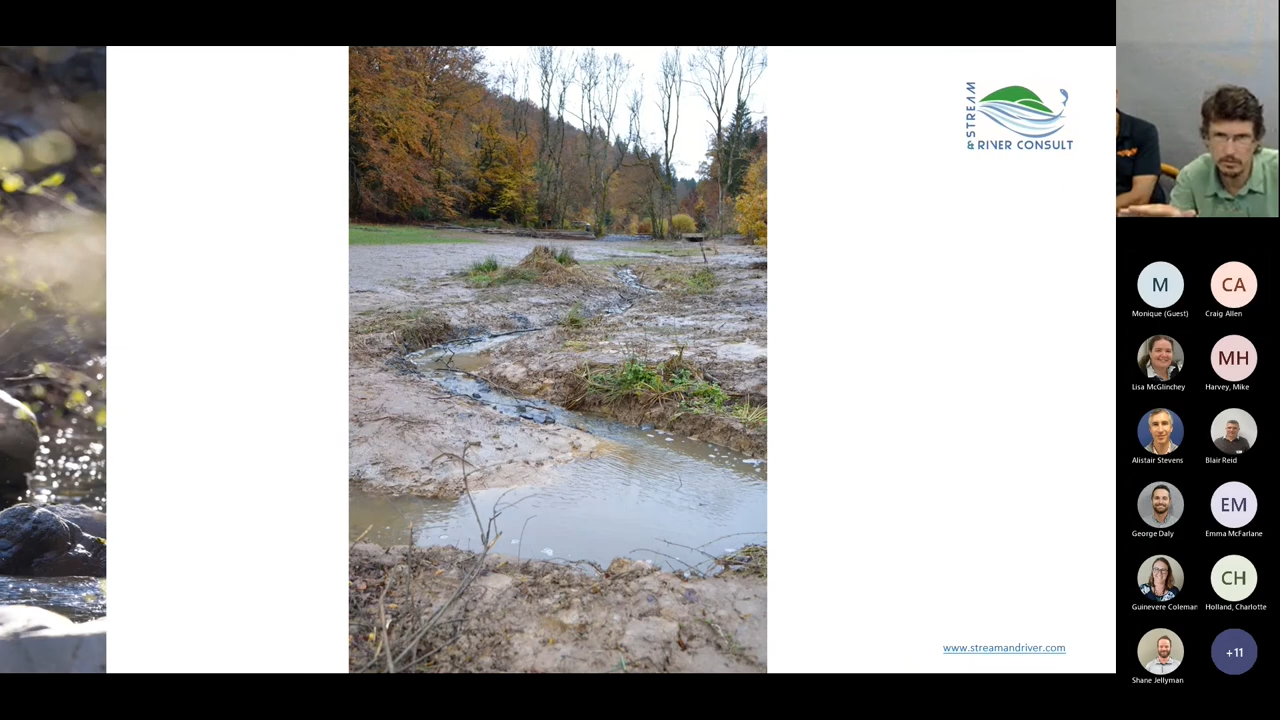 & STREAM
RIVER CONSULT
www.streamandriver.com
M
CA
Monique (Guest)
Craig Allen
MH
Lisa McGlinchey
Harvey, Mike
Alistair Stevens
Blair Reid
EM
George Daly
Emma McFarlane
CH
Guinevere Coleman
Holland, Charlotte
+11
Shane Jellyman